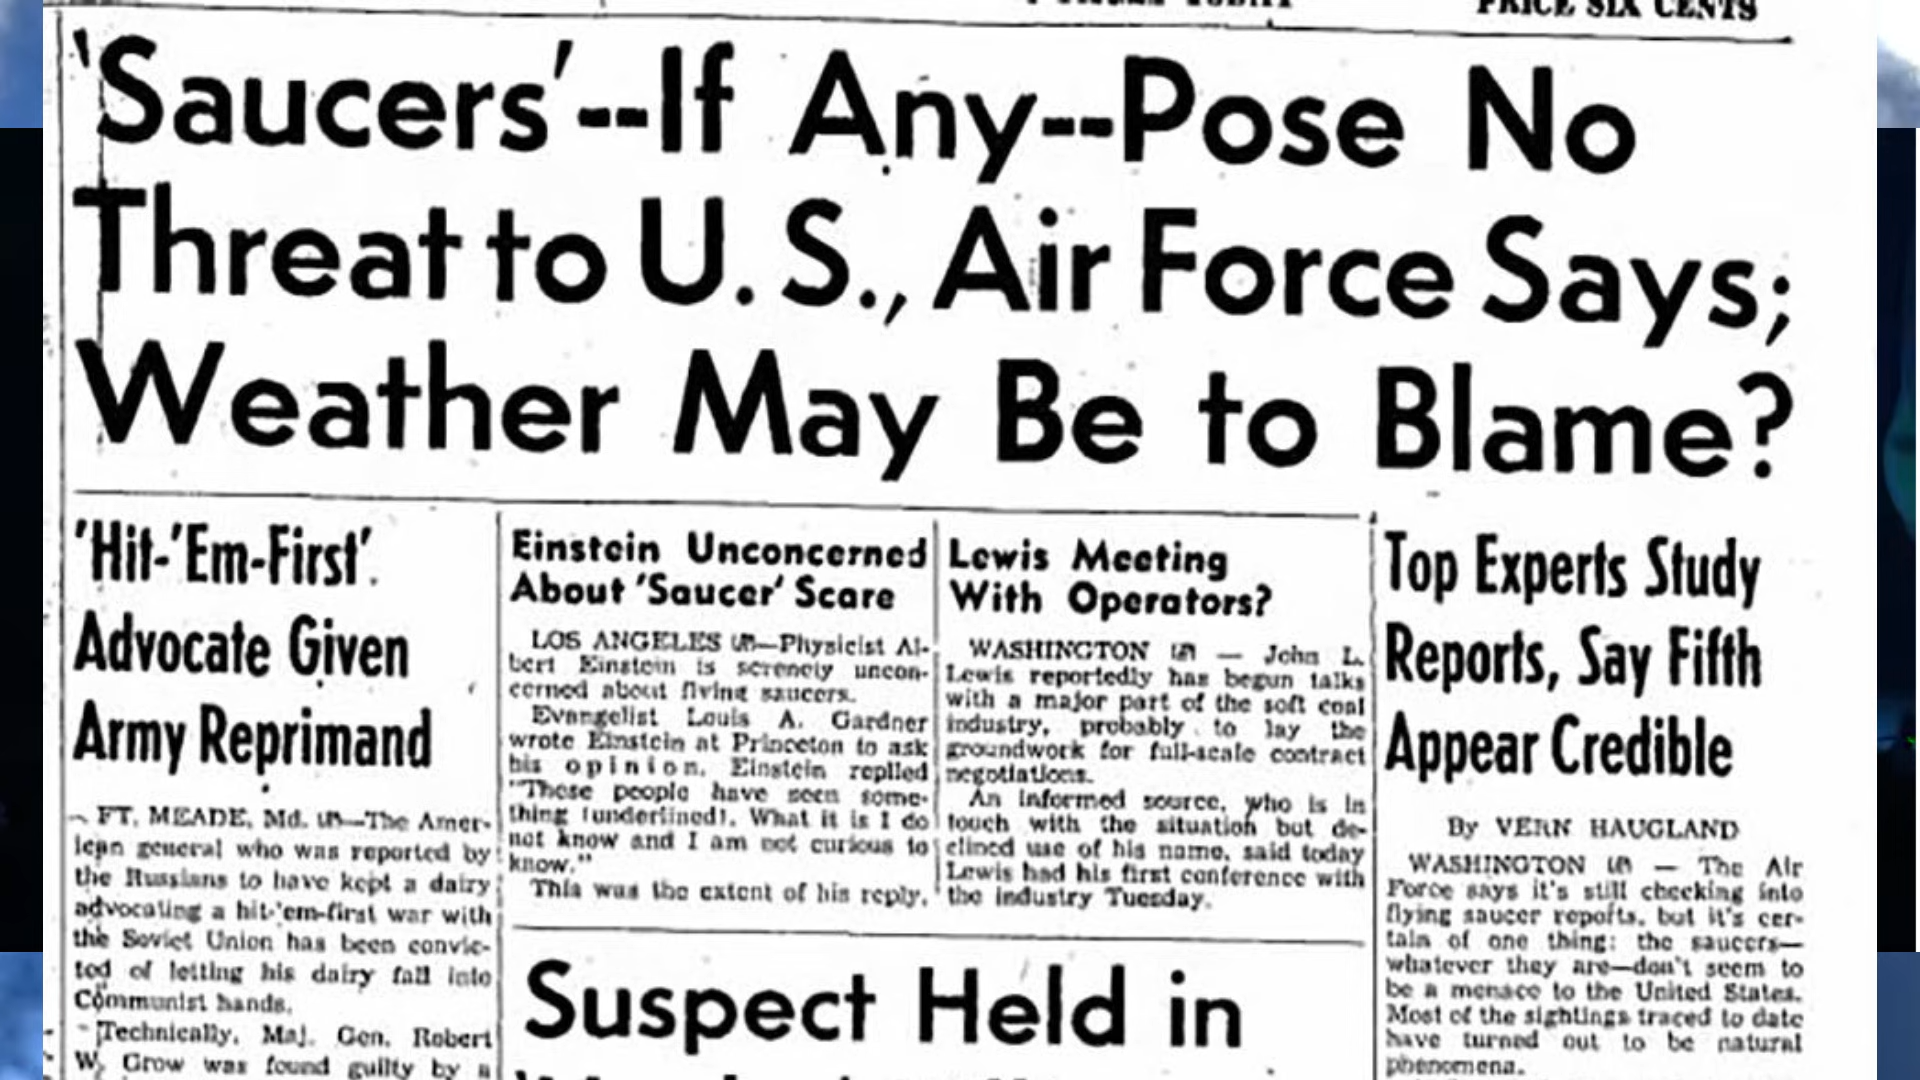 PRICE SIX CENTS
'Saucers'--If Any--Pose No
Threat to U. S., Air Force Says;
Weather May Be to Blame?
'Hit-'Em-First'
Advocate Given
Army Reprimand
FT. MEADE, Md. (AP)—The Amer-
ican general who was reported by
the Russians to have kept a dairy
advocating a hit-'em-first war with
the Soviet Union has been convic-
ted of letting his dairy fall into
Communist hands.
Technically, Maj. Gen. Robert
W. Grow was found guilty by a
Einstein Unconcerned
About 'Saucer' Scare
LOS ANGELES (UP)—Physicist Al-
bert Einstein is serenely uncon-
cerned about flying saucers.
Evangelist Louis A. Gardner
wrote Einstein at Princeton to ask
his opinion. Einstein replied
"These people have seen some-
thing (underlined). What it is I do
not know and I am not curious to
know."
This was the extent of his reply.
Lewis Meeting
With Operators?
WASHINGTON (AP) — John L.
Lewis reportedly has begun talks
with a major part of the soft coal
industry, probably to lay the
groundwork for full-scale contract
negotiations.
An informed source, who is in
touch with the situation but de-
clined use of his name, said today
Lewis had his first conference with
the industry Tuesday.
Suspect Held in
Top Experts Study
Reports, Say Fifth
Appear Credible
By VERN HAUGLAND
WASHINGTON (AP) — The Air
Force says it's still checking into
flying saucer reports, but it's cer-
tain of one thing: the saucers—
whatever they are—don't seem to
be a menace to the United States.
Most of the sightings traced to date
have turned out to be natural
phenomena.